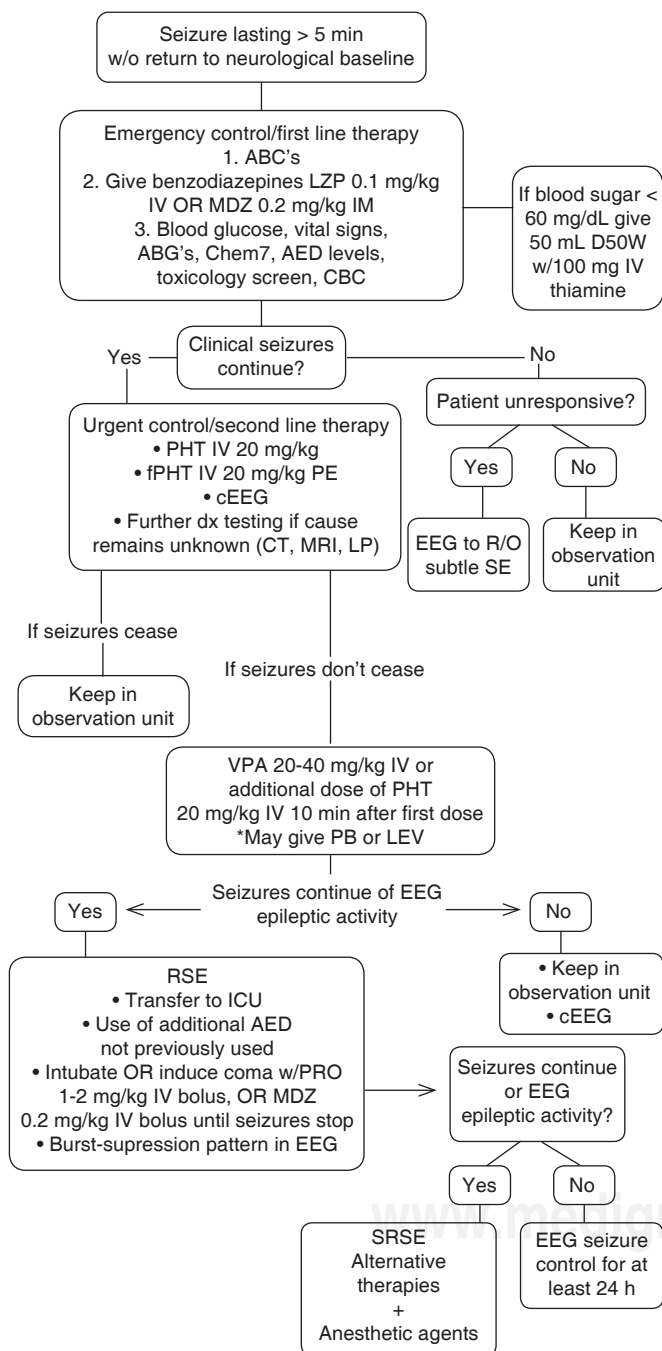 Seizure lasting > 5 min
w/o return to neurological baseline
Emergency control/first line therapy
1. ABC's
2. Give benzodiazepines LZP 0.1 mg/kg
IV OR MDZ 0.2 mg/kg IM
3. Blood glucose, vital signs,
ABG's, Chem7, AED levels,
toxicology screen, CBC
If blood sugar <
60 mg/dL give
50 mL D50W
w/100 mg IV
thiamine
Clinical seizures
continue?
Yes
No
Urgent control/second line therapy
• PHT IV 20 mg/kg
• fPHT IV 20 mg/kg PE
• cEEG
• Further dx testing if cause
remains unknown (CT, MRI, LP)
Patient unresponsive?
Yes
No
EEG to R/O
subtle SE
Keep in
observation
unit
If seizures cease
If seizures don't cease
Keep in
observation unit
VPA 20-40 mg/kg IV or
additional dose of PHT
20 mg/kg IV 10 min after first dose
*May give PB or LEV
Seizures continue of EEG
epileptic activity
Yes
No
RSE
• Transfer to ICU
• Use of additional AED
not previously used
• Intubate OR induce coma w/PRO
1-2 mg/kg IV bolus, OR MDZ
0.2 mg/kg IV bolus until seizures stop
• Burst-supression pattern in EEG
• Keep in
observation unit
• cEEG
Seizures continue
or EEG
epileptic activity?
Yes
No
SRSE
Alternative
therapies
+
Anesthetic agents
EEG seizure
control for at
least 24 h
www.medigr